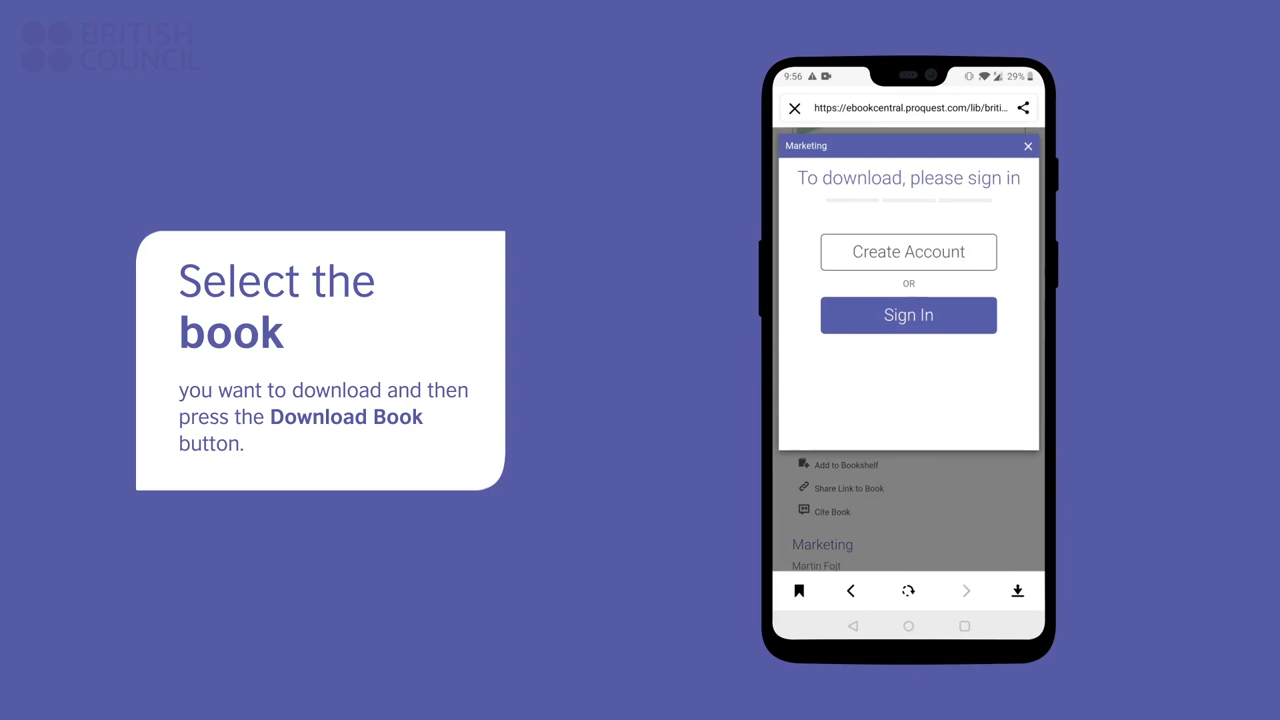 BRITISH
COUNCIL
Select the
book
you want to download and then
press the Download Book
button.
9:56
29%
https://ebookcentral.proquest.com/lib/briti...
Marketing
To download, please sign in
Create Account
OR
Sign In
Add to Bookshelf
Share Link to Book
Cite Book
Marketing
Martin Fojt